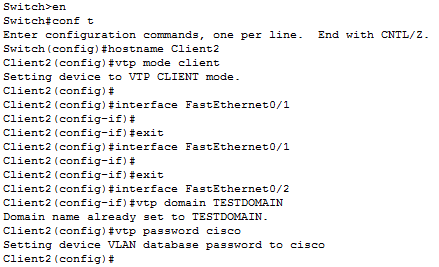 Switch>en
Switch#conf t
Enter configuration commands, one per line.  End with CNTL/Z.
Switch(config)#hostname Client2
Client2(config)#vtp mode client
Setting device to VTP CLIENT mode.
Client2(config)#
Client2(config)#interface FastEthernet0/1
Client2(config-if)#
Client2(config-if)#exit
Client2(config)#interface FastEthernet0/1
Client2(config-if)#
Client2(config-if)#exit
Client2(config)#interface FastEthernet0/2
Client2(config-if)#vtp domain TESTDOMAIN
Domain name already set to TESTDOMAIN.
Client2(config)#vtp password cisco
Setting device VLAN database password to cisco
Client2(config)#